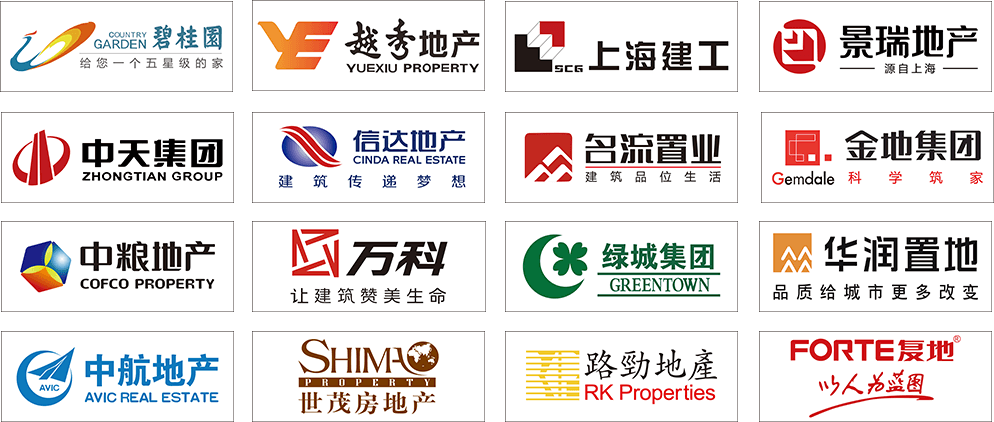 COUNTRY
GARDEN 碧桂園
给您一个五星级的家
YE 越秀地产
YUEXIU PROPERTY
SCG 上海建工
景瑞地产
源自上海
中天集团
ZHONGTIAN GROUP
信达地产
CINDA REAL ESTATE
建筑传递梦想
名流置业
建筑品位生活
金地集团
Gemdale 科学筑家
中粮地产
COFCO PROPERTY
万科
让建筑赞美生命
绿城集团
GREENTOWN
华润置地
品质给城市更多改变
AVIC 中航地产
AVIC REAL ESTATE
SHIMAO
PROPERTY
世茂房地产
路勁地產
RK Properties
FORTE复地®
以人为蓝图